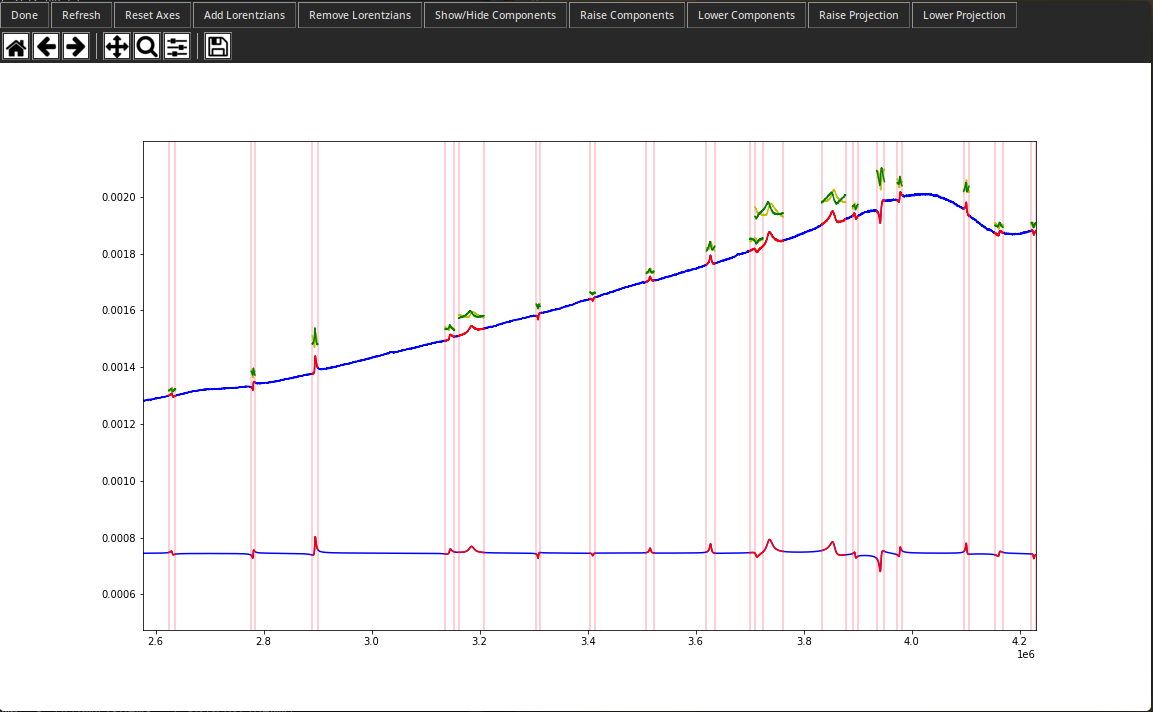 Done Refresh Reset Axes Add Lorentzians Remove Lorentzians Show/Hide Components Raise Components Lower Components Raise Projection Lower Projection
0.0020
0.0018
0.0016
0.0014
0.0012
0.0010
0.0008
0.0006
2.6 2.8 3.0 3.2 3.4 3.6 3.8 4.0 4.2
1e6